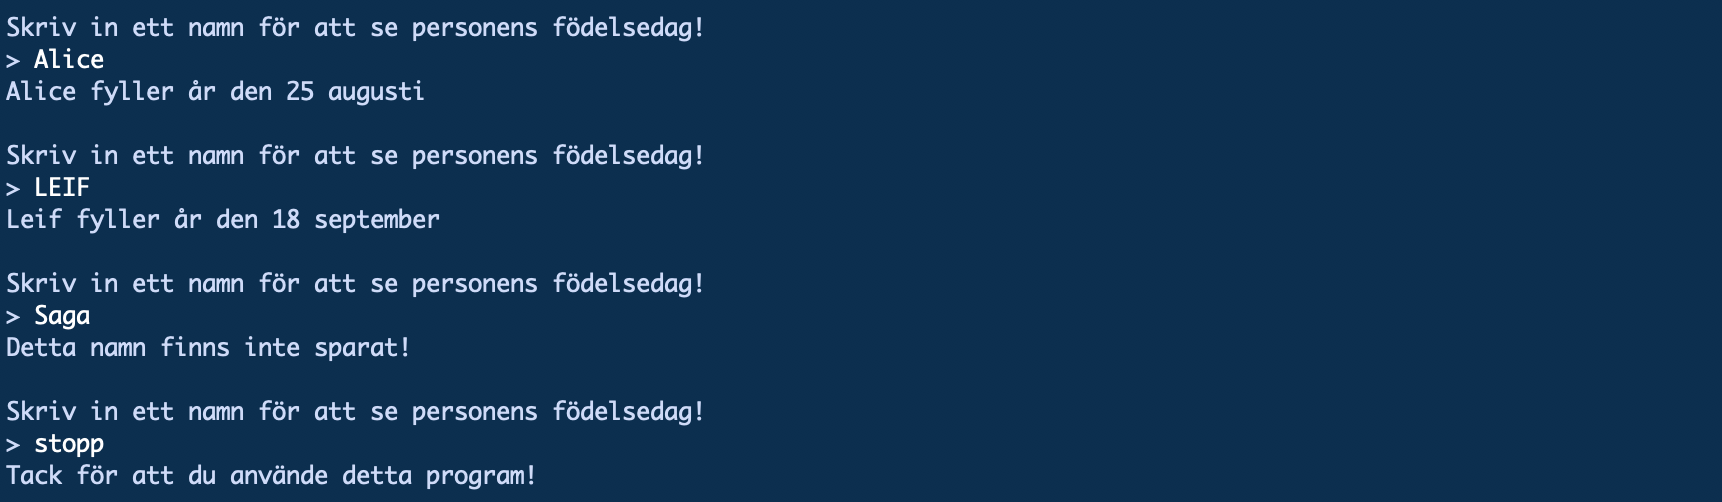 Skriv in ett namn för att se personens födelsedag!
> Alice
Alice fyller år den 25 augusti
Skriv in ett namn för att se personens födelsedag!
> LEIF
Leif fyller år den 18 september
Skriv in ett namn för att se personens födelsedag!
> Saga
Detta namn finns inte sparat!
Skriv in ett namn för att se personens födelsedag!
> stopp
Tack för att du använde detta program!